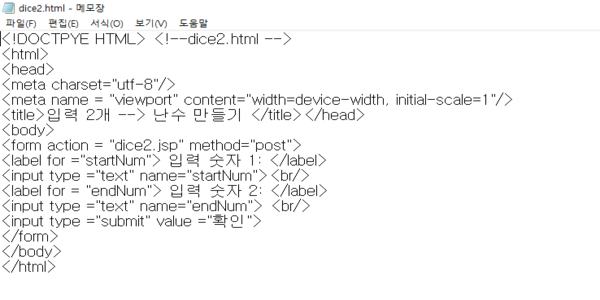 dice2.html - 메모장
파일(F) 편집(E) 서식(O) 보기(V) 도움말
<!DOCTPYE HTML> <!--dice2.html -->
<html>
<head>
<meta charset="utf-8"/>
<meta name = "viewport" content="width=device-width, initial-scale=1"/>
<title>입력 2개 --> 난수 만들기 </title></head>
<body>
<form action = "dice2.jsp" method="post">
<label for ="startNum"> 입력 숫자 1: </label>
<input type ="text" name="startNum"><br/>
<label for = "endNum"> 입력 숫자 2: </label>
<input type ="text" name="endNum"> <br/>
<input type ="submit" value ="확인">
</form>
</body>
</html>